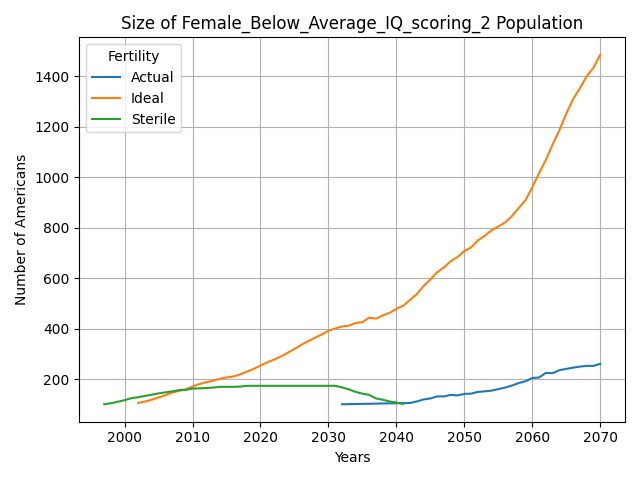 Size of Female_Below_Average_IQ_scoring_2 Population
Fertility
Actual
Ideal
Sterile
Number of Americans
1400
1200
1000
800
600
400
200
2000 2010 2020 2030 2040 2050 2060 2070
Years